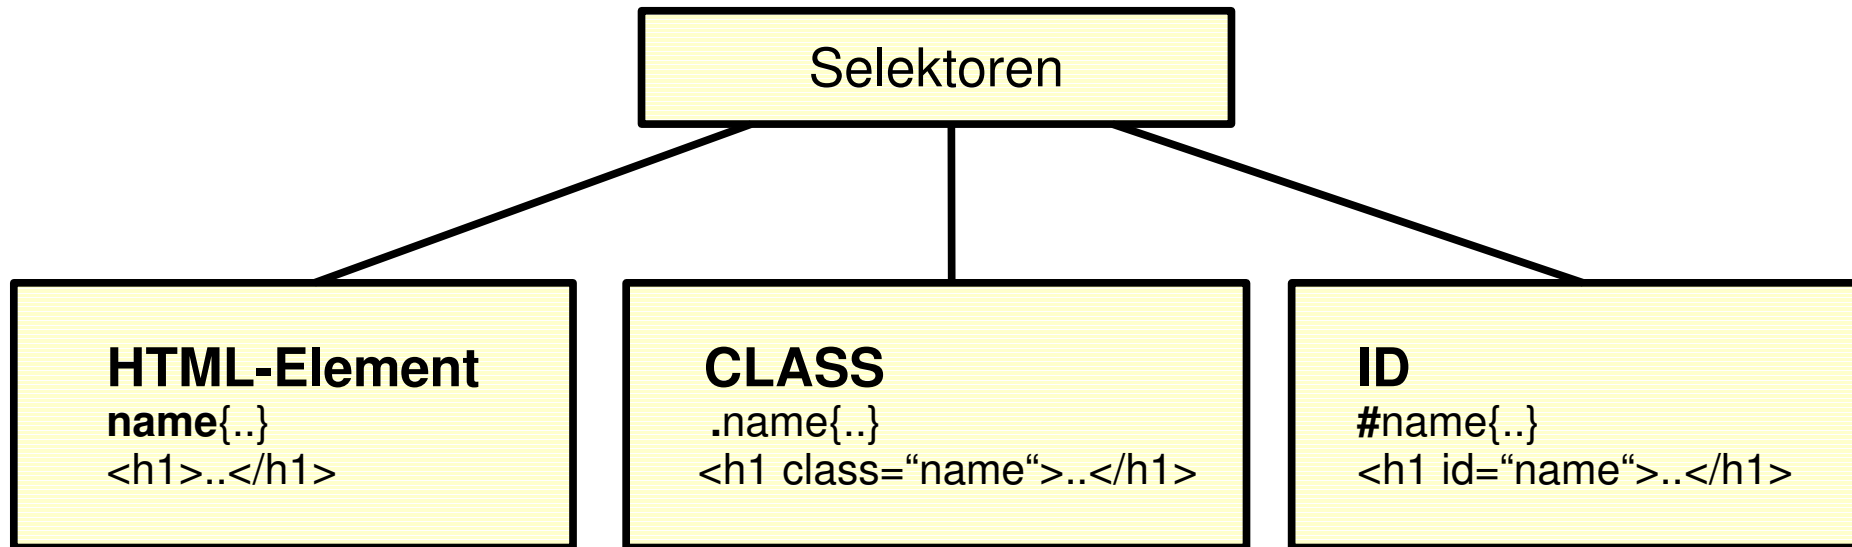 Selektoren
HTML-Element
name{..}
<h1>..</h1>
CLASS
.name{..}
<h1 class=“name“>..</h1>
ID
#name{..}
<h1 id=“name“>..</h1>